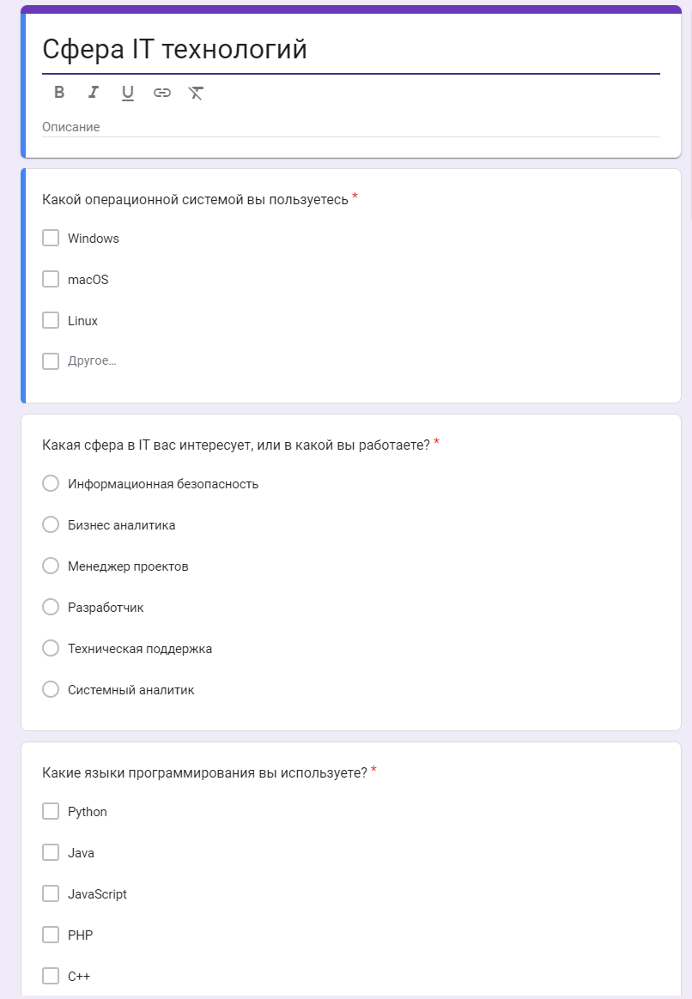 Сфера IT технологий
B I U
Описание
Какой операционной системой вы пользуетесь *
Windows
macOS
Linux
Другое...
Какая сфера в IT вас интересует, или в какой вы работаете? *
Информационная безопасность
Бизнес аналитика
Менеджер проектов
Разработчик
Техническая поддержка
Системный аналитик
Какие языки программирования вы используете? *
Python
Java
JavaScript
PHP
C++